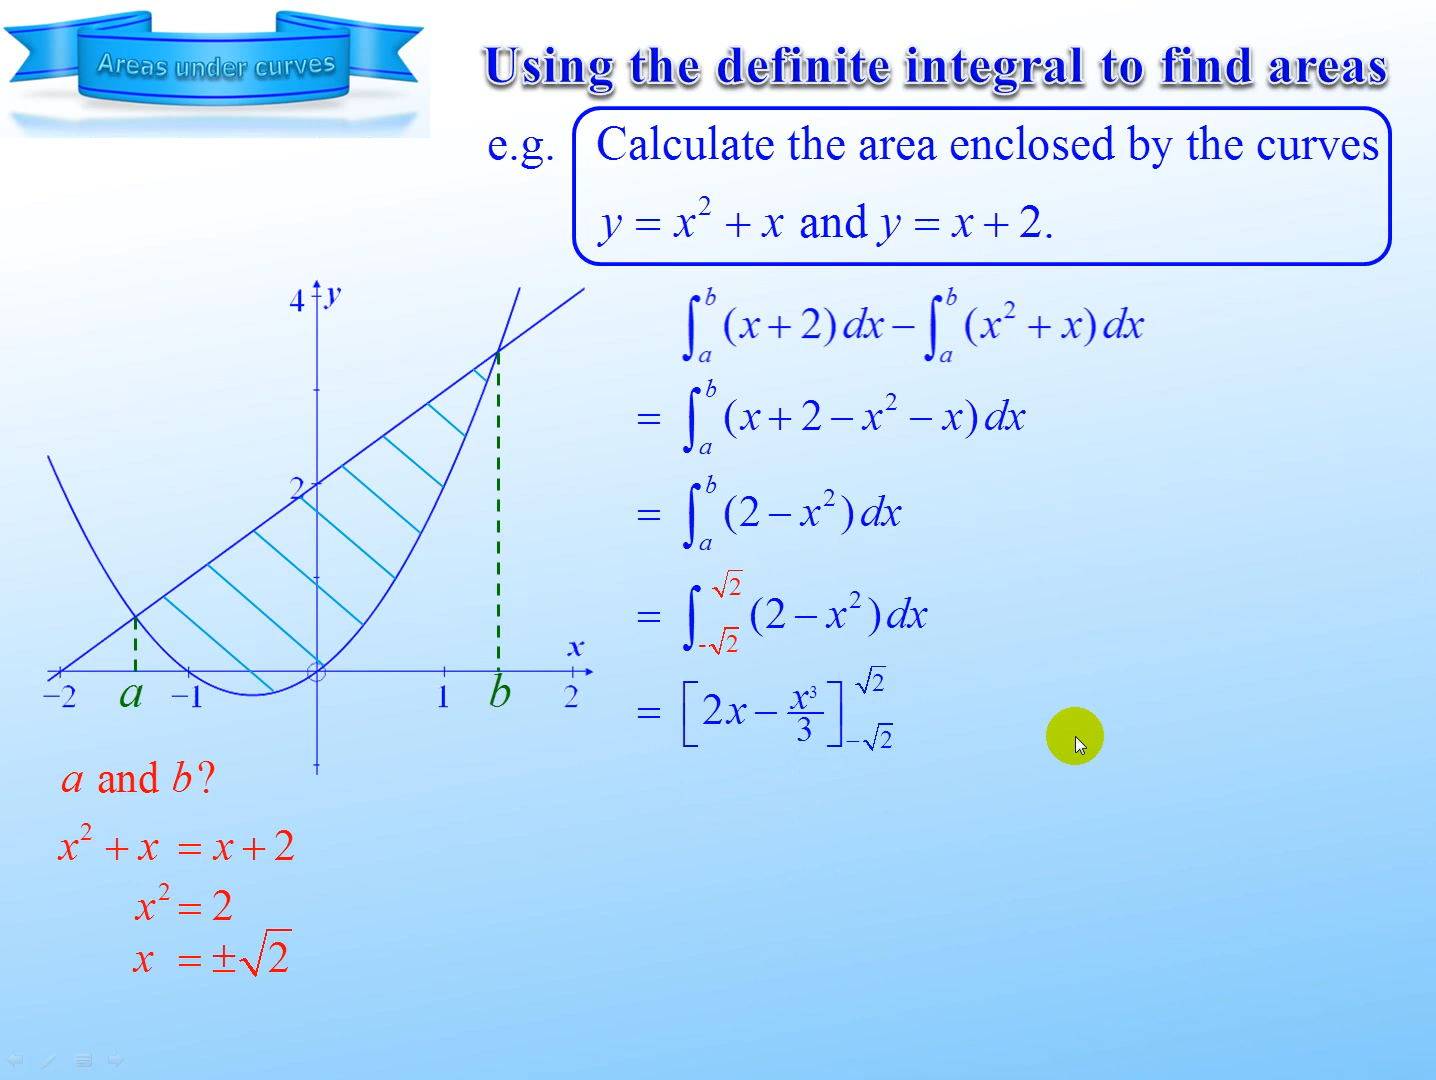 Areas under curves
Using the definite integral to find areas
e.g. Calculate the area enclosed by the curves
y = x² + x and y = x + 2.
4 y
2
x
−2 a −1 1 b 2
∫ₐᵇ (x + 2) dx − ∫ₐᵇ (x² + x) dx
= ∫ₐᵇ (x + 2 − x² − x) dx
= ∫ₐᵇ (2 − x²) dx
= ∫_{-√2}^{√2} (2 − x²) dx
= [2x − x³/3]_{−√2}^{√2}
a and b?
x² + x = x + 2
x² = 2
x = ±√2